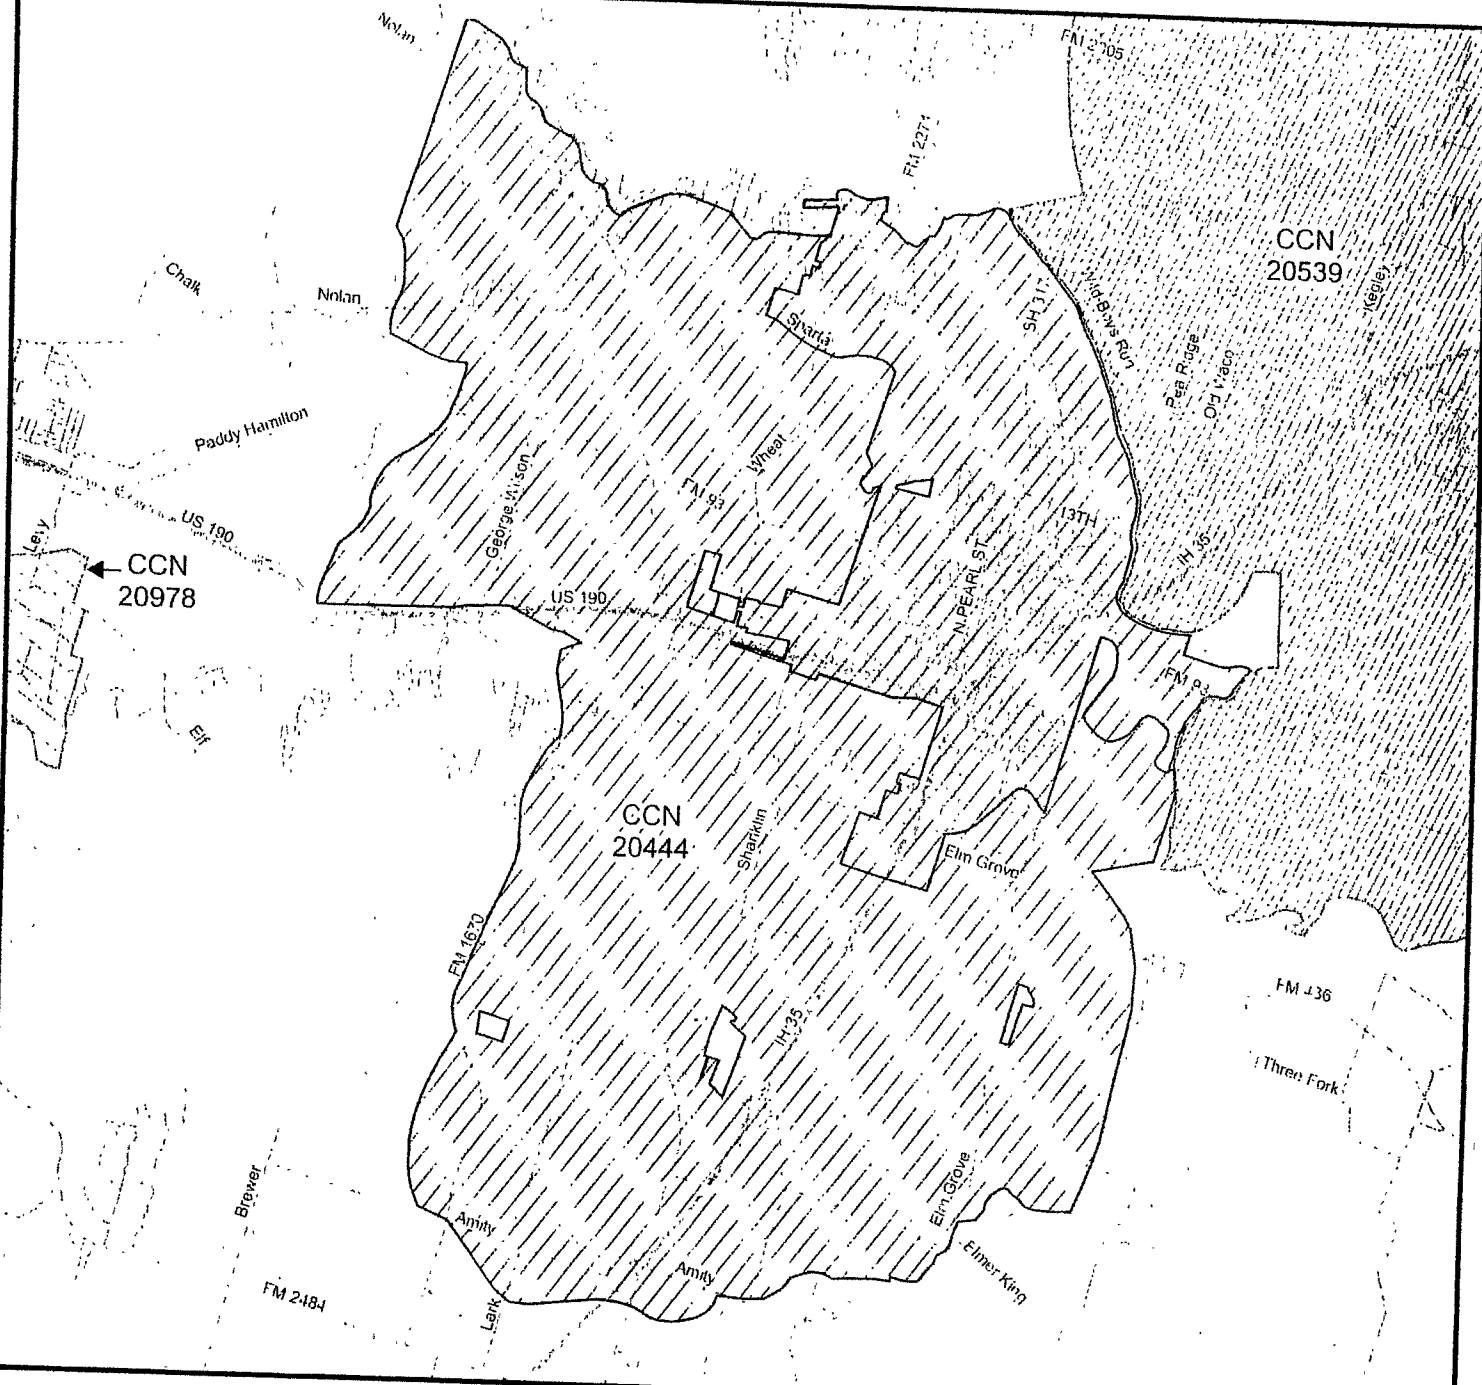 Nolan
FM 2305
FM 2271
CCN
20539
Chalk
Nolan
SH 317
Wild Boys Run
Kegley
Sparta
Pea Ridge
Old Waco
Paddy Hamilton
Wheat
George Wilson
FM 93
US 190
13TH
Levy
IH 35
CCN
20978
N PEARL ST
US 190
FM 93
Elf
CCN
20444
Shanklin
Elm Grove
FM 1670
FM 436
IH 35
Three Fork
Brewer
Elm Grove
Amity
Elmer King
Amity
FM 2484
Lark